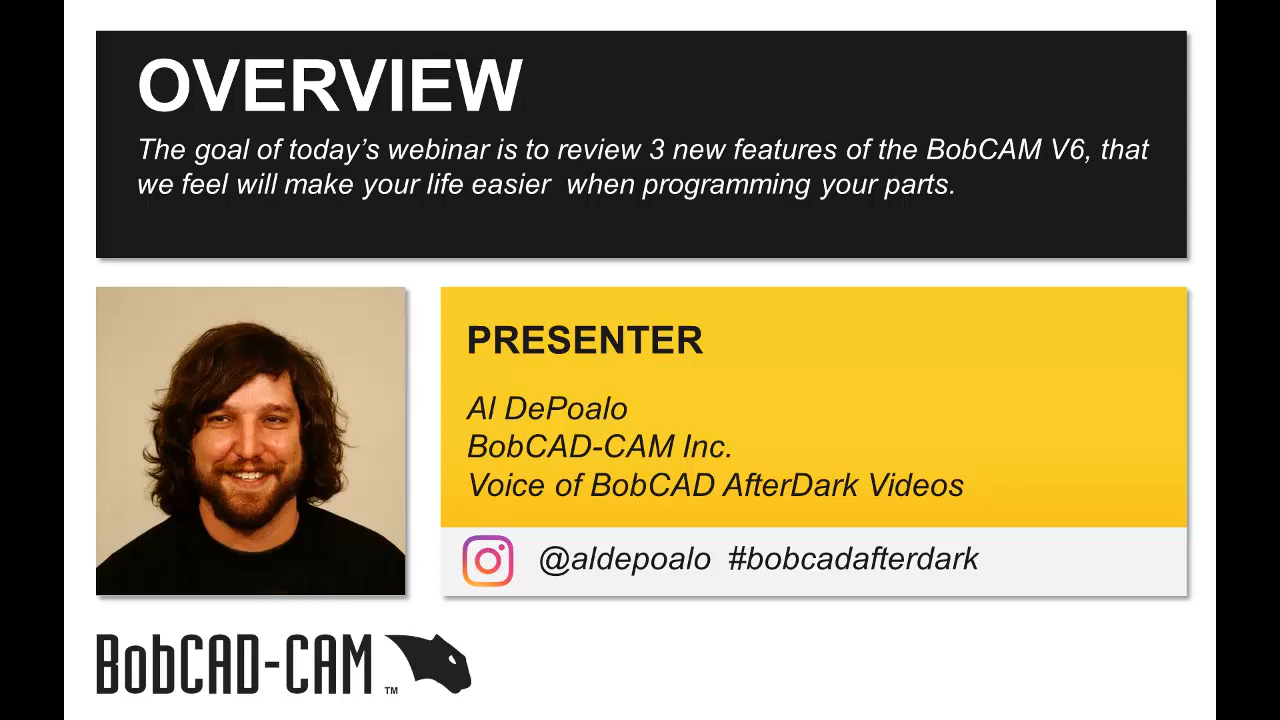 OVERVIEW
The goal of today’s webinar is to review 3 new features of the BobCAM V6, that
we feel will make your life easier  when programming your parts.
PRESENTER
Al DePoalo
BobCAD-CAM Inc.
Voice of BobCAD AfterDark Videos
@aldepoalo  #bobcadafterdark
BobCAD-CAM ™